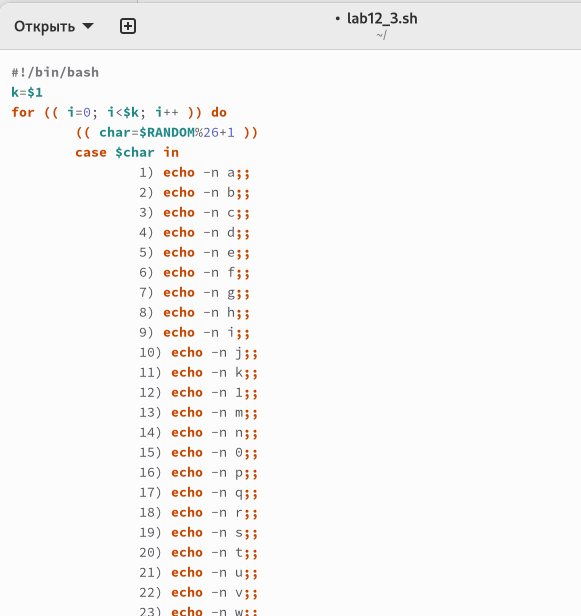 Открыть
• lab12_3.sh
~/
#!/bin/bash
k=$1
for (( i=0; i<$k; i++ )) do
(( char=$RANDOM%26+1 ))
case $char in
1) echo -n a;;
2) echo -n b;;
3) echo -n c;;
4) echo -n d;;
5) echo -n e;;
6) echo -n f;;
7) echo -n g;;
8) echo -n h;;
9) echo -n i;;
10) echo -n j;;
11) echo -n k;;
12) echo -n l;;
13) echo -n m;;
14) echo -n n;;
15) echo -n 0;;
16) echo -n p;;
17) echo -n q;;
18) echo -n r;;
19) echo -n s;;
20) echo -n t;;
21) echo -n u;;
22) echo -n v;;
23) echo -n w;;